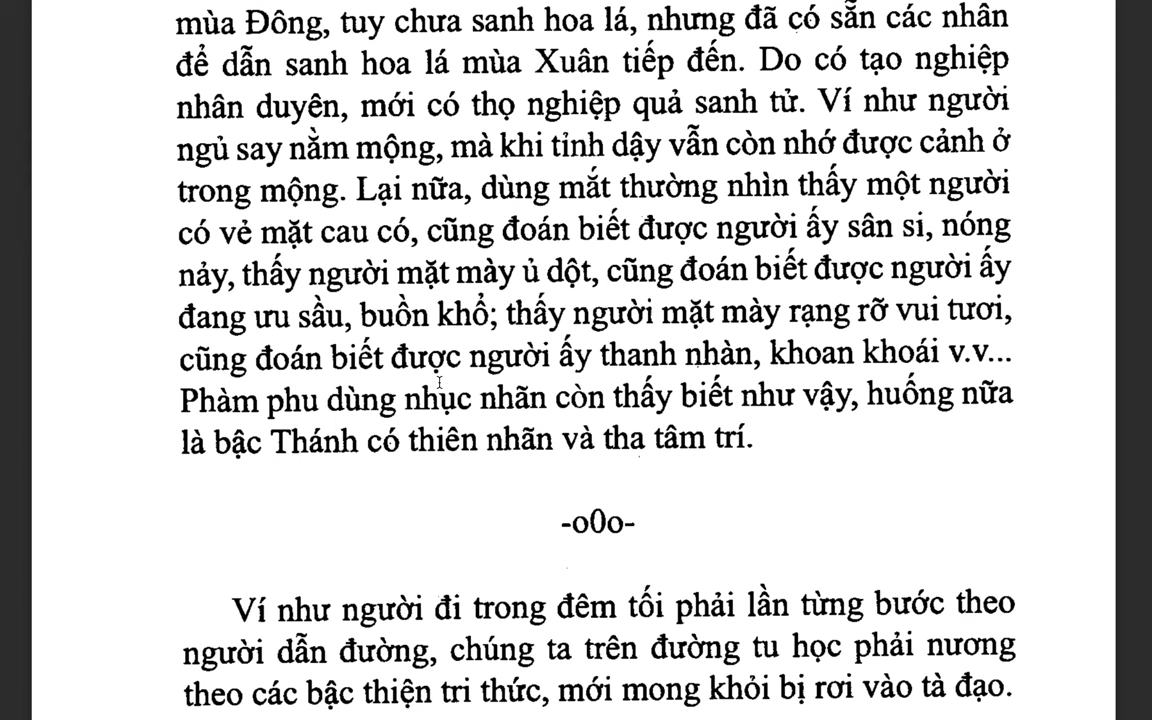 mùa Đông, tuy chưa sanh hoa lá, nhưng đã có sẵn các nhân
để dẫn sanh hoa lá mùa Xuân tiếp đến. Do có tạo nghiệp
nhân duyên, mới có thọ nghiệp quả sanh tử. Ví như người
ngủ say nằm mộng, mà khi tỉnh dậy vẫn còn nhớ được cảnh ở
trong mộng. Lại nữa, dùng mắt thường nhìn thấy một người
có vẻ mặt cau có, cũng đoán biết được người ấy sân si, nóng
nảy, thấy người mặt mày ủ dột, cũng đoán biết được người ấy
đang ưu sầu, buồn khổ; thấy người mặt mày rạng rỡ vui tươi,
cũng đoán biết được người ấy thanh nhàn, khoan khoái v.v...
Phàm phu dùng nhục nhãn còn thấy biết như vậy, huống nữa
là bậc Thánh có thiên nhãn và tha tâm trí.
-o0o-
Ví như người đi trong đêm tối phải lần từng bước theo
người dẫn đường, chúng ta trên đường tu học phải nương
theo các bậc thiện tri thức, mới mong khỏi bị rơi vào tà đạo.